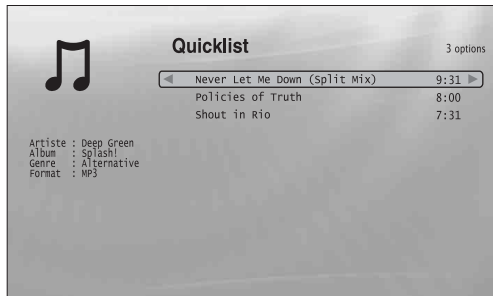 Quicklist
3 options
Never Let Me Down (Split Mix) 9:31
Policies of Truth 8:00
Shout in Rio 7:31
Artiste : Deep Green
Album : Splash!
Genre : Alternative
Format : MP3